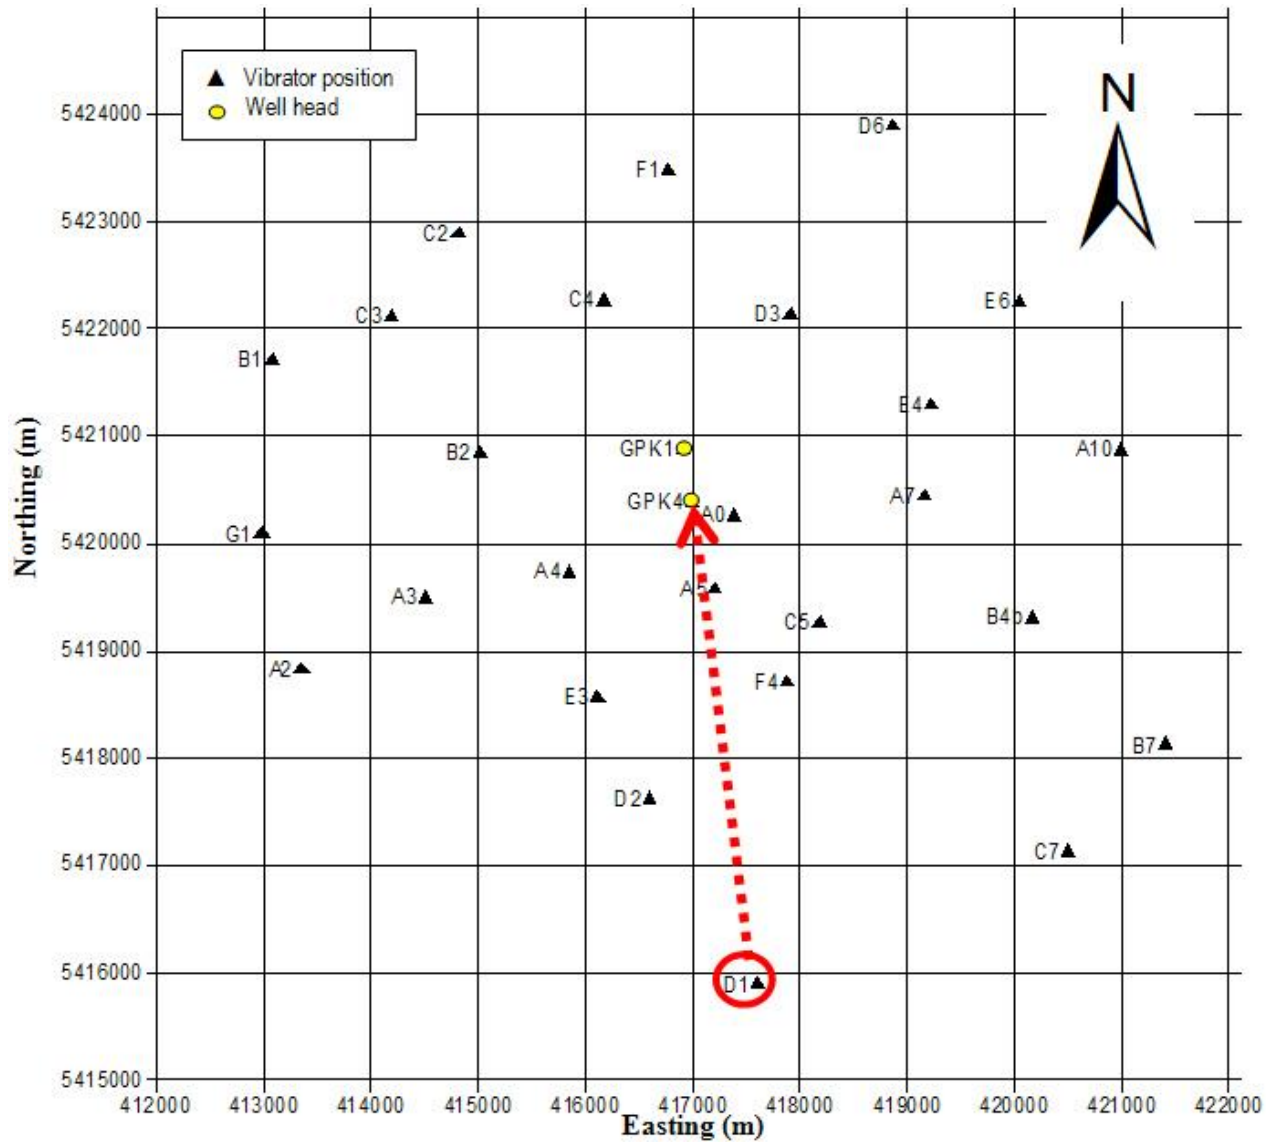 Vibrator position
Well head
N
5424000
D6
F1
5423000
C2
C4
E6
C3
D3
5422000
B1
E4
5421000
GPK1
A10
B2
A7
GPK4
A0
G1
5420000
A4
A5
A3
B4b
C5
5419000
A2
F4
E3
5418000
B7
D2
C7
5417000
5416000
D1
5415000
412000 413000 414000 415000 416000 417000 418000 419000 420000 421000 422000
Northing (m)
Easting (m)